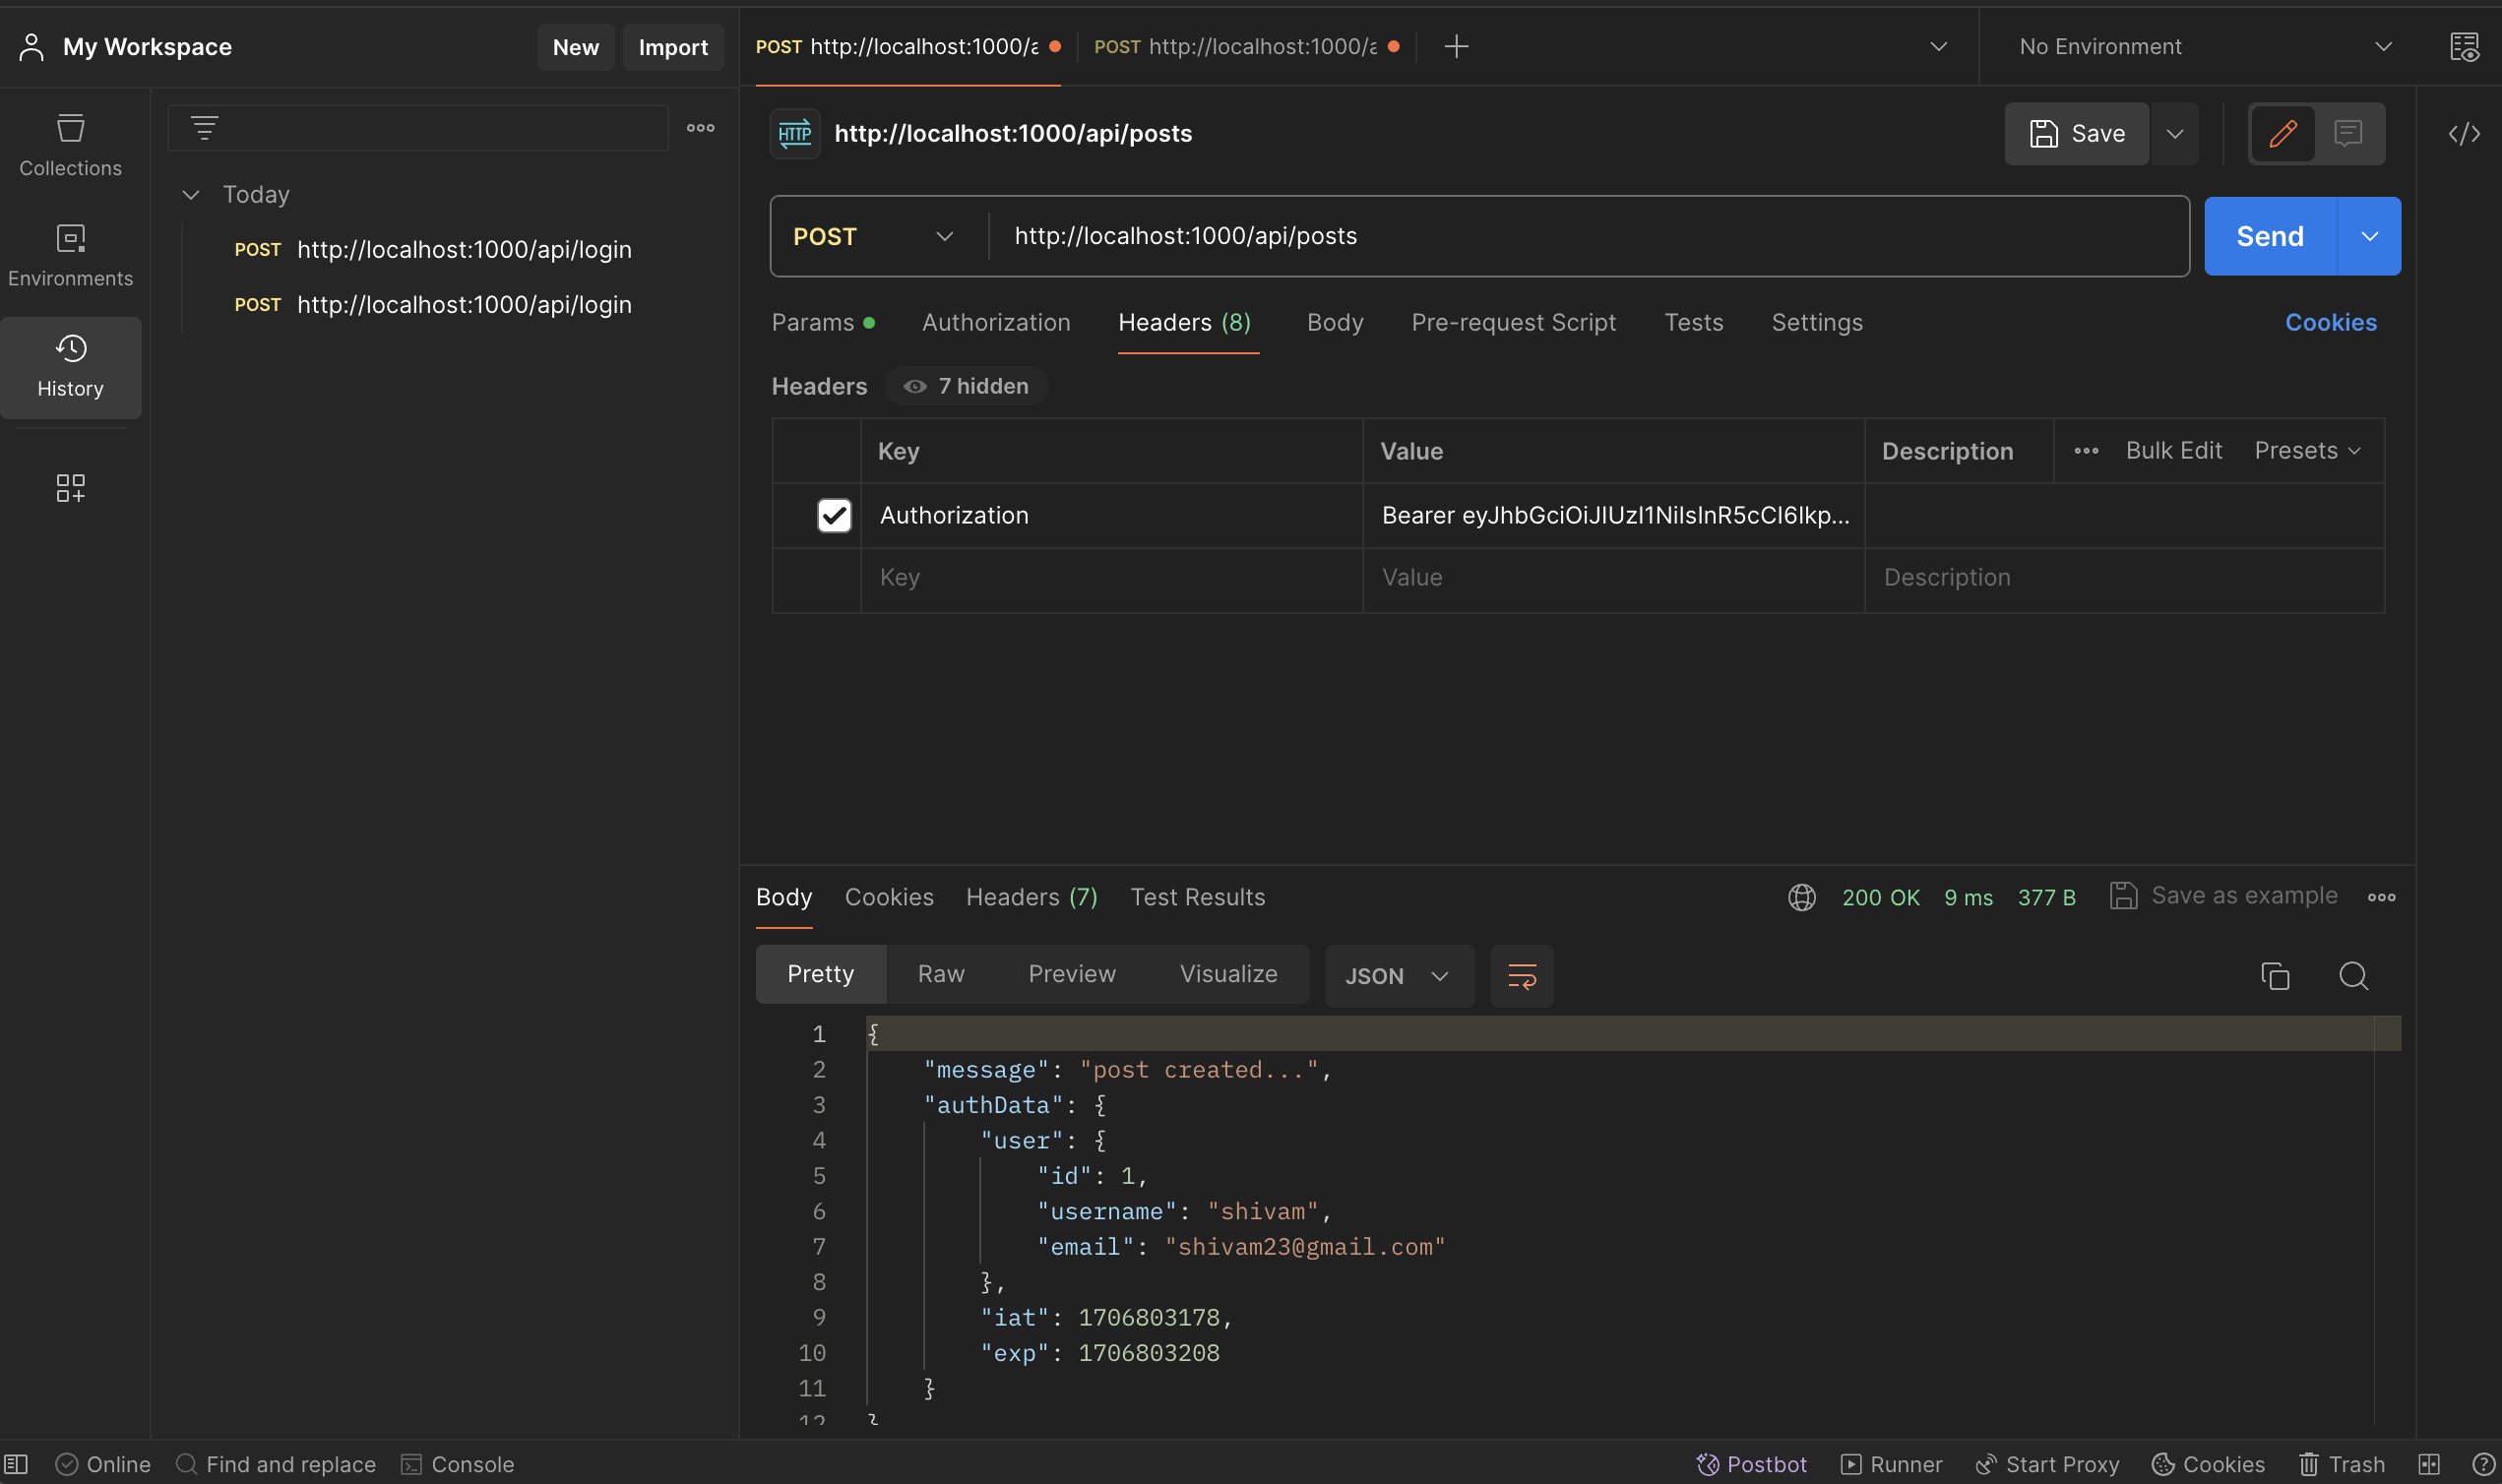 My Workspace
New
Import
POST http://localhost:1000/a
POST http://localhost:1000/a
No Environment
Collections
Environments
History
Today
POST http://localhost:1000/api/login
POST http://localhost:1000/api/login
HTTP http://localhost:1000/api/posts
Save
POST http://localhost:1000/api/posts
Send
Params Authorization Headers (8) Body Pre-request Script Tests Settings Cookies
Headers 7 hidden
Key Value Description Bulk Edit Presets
Authorization Bearer eyJhbGciOiJIUzI1NiIsInR5cCI6Ikp...
Key Value Description
Body Cookies Headers (7) Test Results 200 OK 9 ms 377 B Save as example
Pretty Raw Preview Visualize JSON
1 {
2 "message": "post created...",
3 "authData": {
4 "user": {
5 "id": 1,
6 "username": "shivam",
7 "email": "shivam23@gmail.com"
8 },
9 "iat": 1706803178,
10 "exp": 1706803208
11 }
12 }
Online Find and replace Console Postbot Runner Start Proxy Cookies Trash